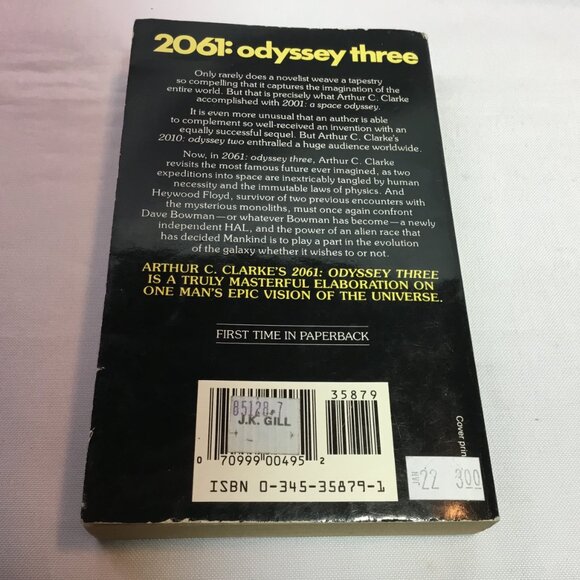 2061: odyssey three
Only rarely does a novelist weave a tapestry
so compelling that it captures the imagination of the
entire world. But that is precisely what Arthur C. Clarke
accomplished with 2001: a space odyssey.
It is even more unusual that an author is able
to complement so well-received an invention with an
equally successful sequel. But Arthur C. Clarke's
2010: odyssey two enthralled a huge audience worldwide.
Now, in 2061: odyssey three, Arthur C. Clarke
revisits the most famous future ever imagined, as two
expeditions into space are inextricably tangled by human
necessity and the immutable laws of physics. And
Heywood Floyd, survivor of two previous encounters with
the mysterious monoliths, must once again confront
Dave Bowman—or whatever Bowman has become—a newly
independent HAL, and the power of an alien race that
has decided Mankind is to play a part in the evolution
of the galaxy whether it wishes to or not.
ARTHUR C. CLARKE'S 2061: ODYSSEY THREE
IS A TRULY MASTERFUL ELABORATION ON
ONE MAN'S EPIC VISION OF THE UNIVERSE.
FIRST TIME IN PAPERBACK
35879
85128.7
J.K. GILL
0 70999 00495 2
ISBN 0-345-35879-1
Cover
JAN 22 3.00